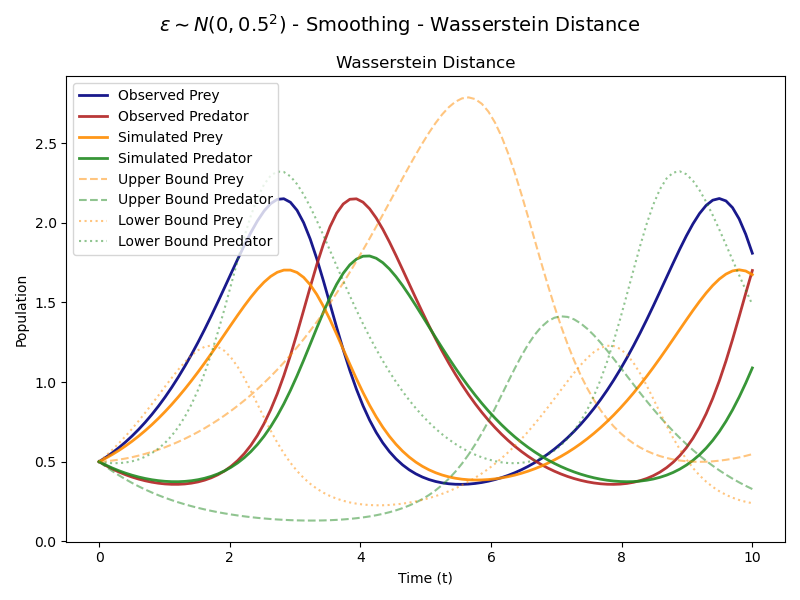 ε ~ N(0, 0.5²) - Smoothing - Wasserstein Distance
Wasserstein Distance
Observed Prey
Observed Predator
Simulated Prey
Simulated Predator
Upper Bound Prey
Upper Bound Predator
Lower Bound Prey
Lower Bound Predator
Population
2.5
2.0
1.5
1.0
0.5
0.0
0 2 4 6 8 10
Time (t)